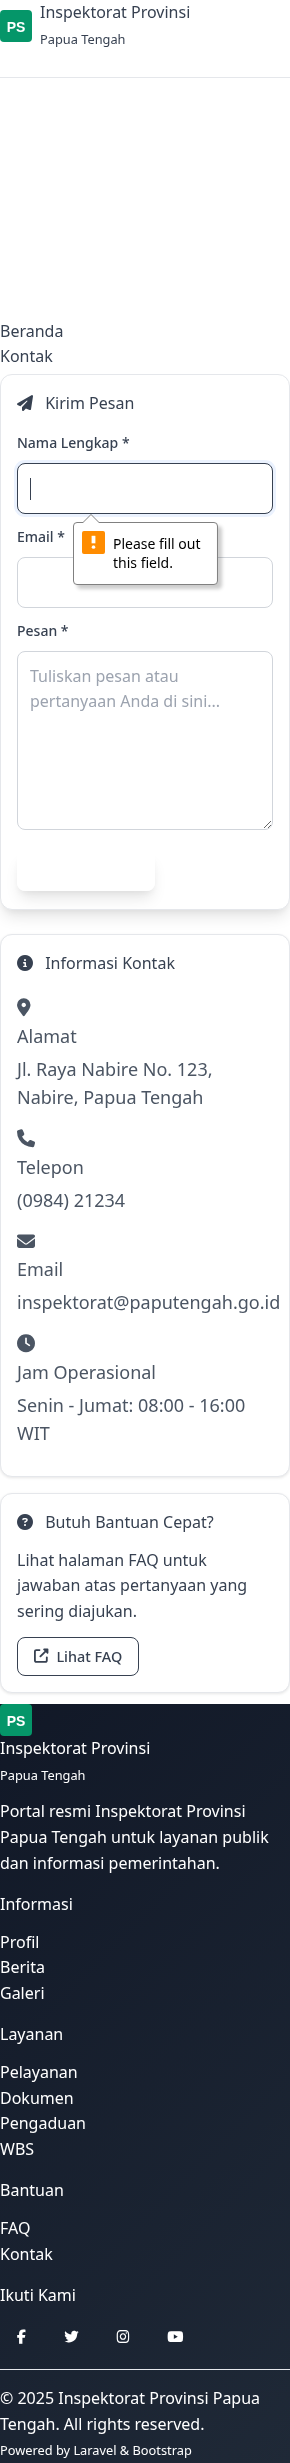 PS
Inspektorat Provinsi
Papua Tengah
Beranda
Kontak
Kirim Pesan
Nama Lengkap *
Email *
Please fill out
this field.
Pesan *
Tuliskan pesan atau
pertanyaan Anda di sini...
Informasi Kontak
Alamat
Jl. Raya Nabire No. 123,
Nabire, Papua Tengah
Telepon
(0984) 21234
Email
inspektorat@paputengah.go.id
Jam Operasional
Senin - Jumat: 08:00 - 16:00
WIT
Butuh Bantuan Cepat?
Lihat halaman FAQ untuk
jawaban atas pertanyaan yang
sering diajukan.
Lihat FAQ
PS
Inspektorat Provinsi
Papua Tengah
Portal resmi Inspektorat Provinsi
Papua Tengah untuk layanan publik
dan informasi pemerintahan.
Informasi
Profil
Berita
Galeri
Layanan
Pelayanan
Dokumen
Pengaduan
WBS
Bantuan
FAQ
Kontak
Ikuti Kami
© 2025 Inspektorat Provinsi Papua
Tengah. All rights reserved.
Powered by Laravel & Bootstrap